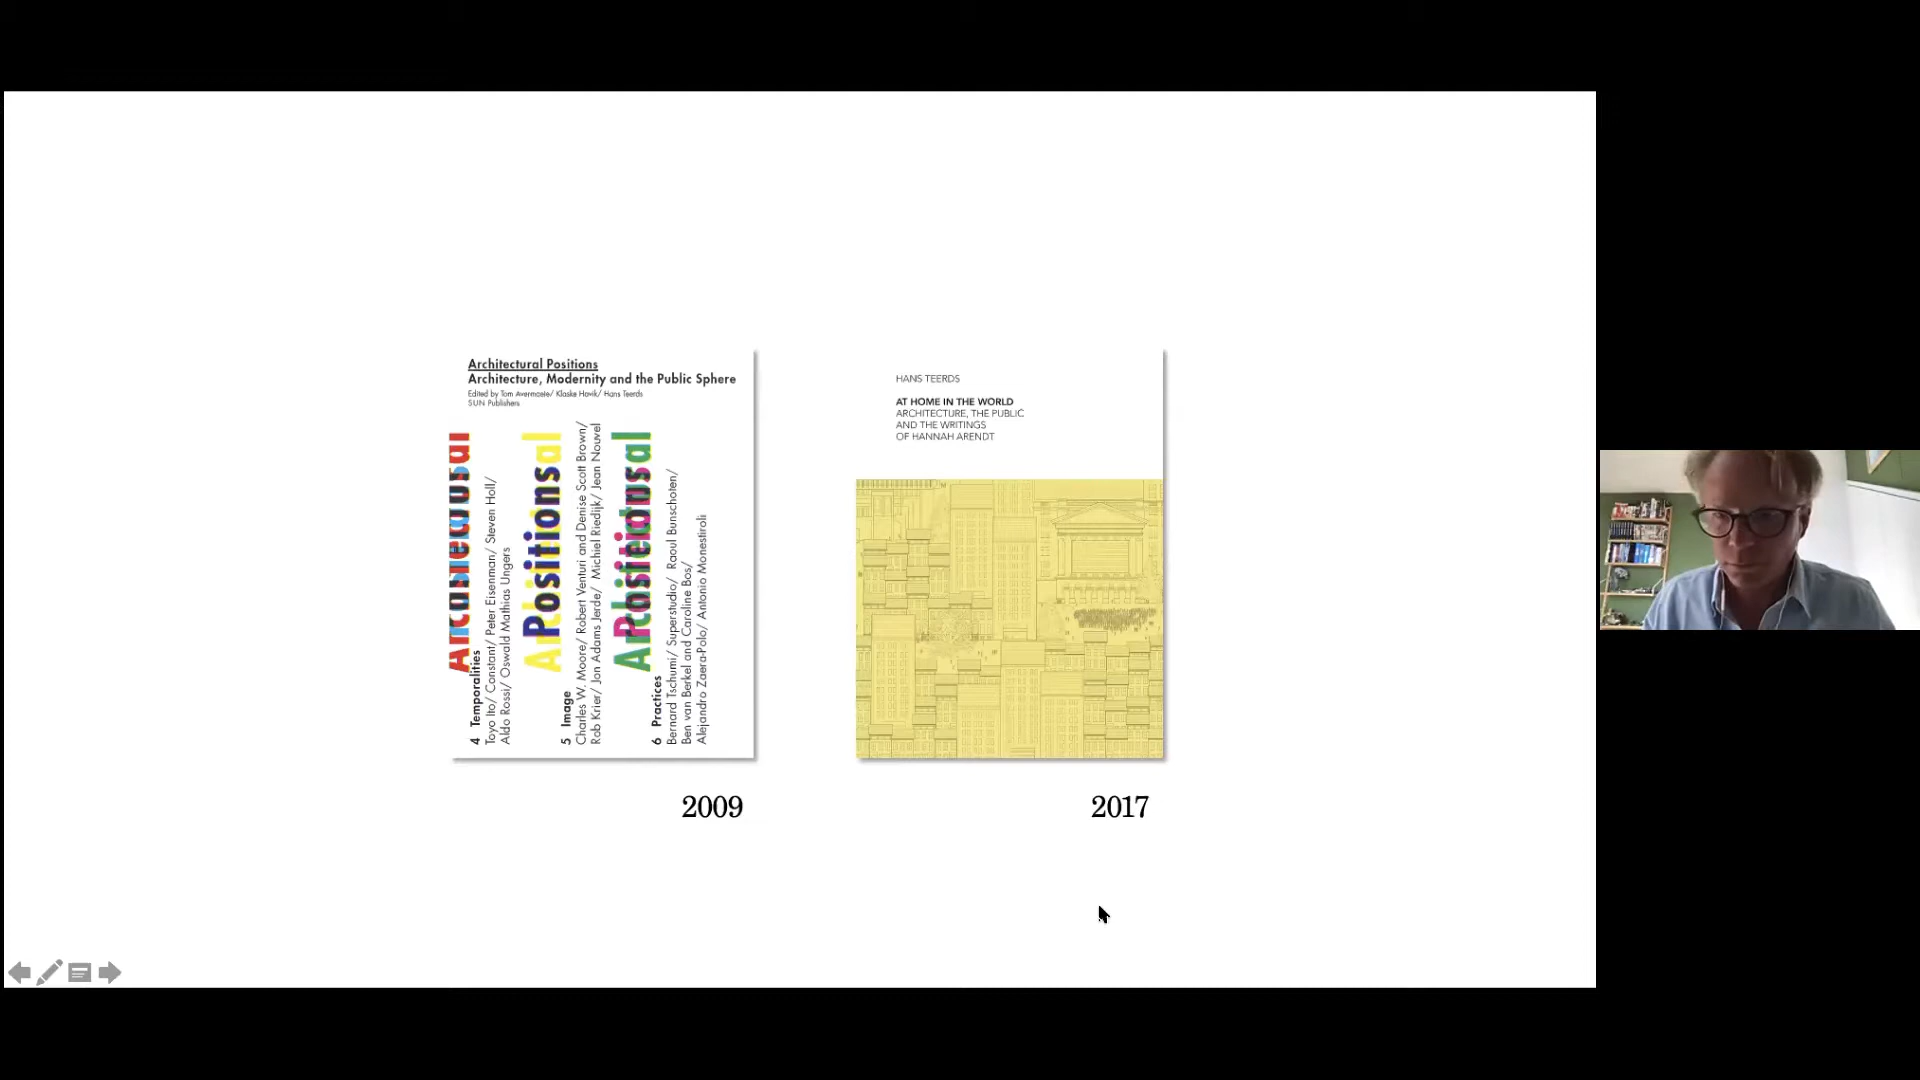 Architectural Positions
Architecture, Modernity and the Public Sphere
Edited by Tom Avermaete/ Klaske Havik/ Hans Teerds
SUN Publishers
4 Temporalities
Toyo Ito/ Constant/ Peter Eisenman/ Steven Holl/
Aldo Rossi/ Oswald Mathias Ungers
Positions
5 Image
Charles W. Moore/ Robert Venturi and Denise Scott Brown/
Rob Krier/ Jon Adams Jerde/ Michiel Riedijk/ Jean Nouvel
6 Practices
Bernard Tschumi/ Superstudio/ Raoul Bunschoten/
Ben van Berkel and Caroline Bos/
Alejandro Zaera-Polo/ Antonio Monestiroli
2009
HANS TEERDS
AT HOME IN THE WORLD
ARCHITECTURE, THE PUBLIC
AND THE WRITINGS
OF HANNAH ARENDT
2017